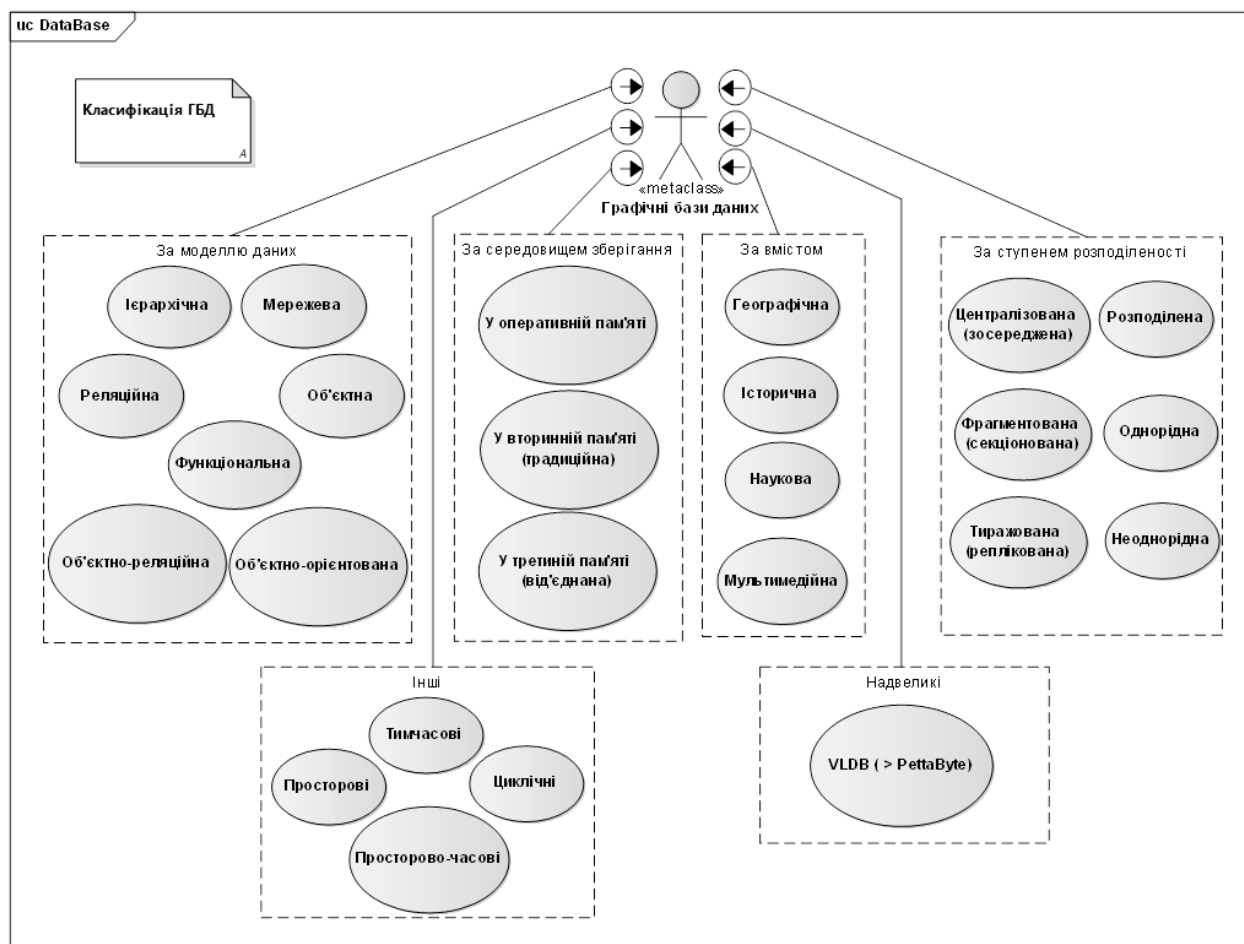 uc DataBase
Класифікація ГБД
A
«metaclass»
Графічні бази даних
За моделлю даних
Ієрархічна
Мережева
Реляційна
Об'єктна
Функціональна
Об'єктно-реляційна
Об'єктно-орієнтована
За середовищем зберігання
У оперативній пам'яті
У вторинній пам'яті
(традиційна)
У третиній пам'яті
(від'єднана)
За вмістом
Географічна
Історична
Наукова
Мультимедійна
За ступенем розподіленості
Централізована
(зосереджена)
Розподілена
Фрагментована
(секціонована)
Однорідна
Тиражована
(реплікована)
Неоднорідна
Інші
Тимчасові
Просторові
Циклічні
Просторово-часові
Надвеликі
VLDB ( > PettaByte)